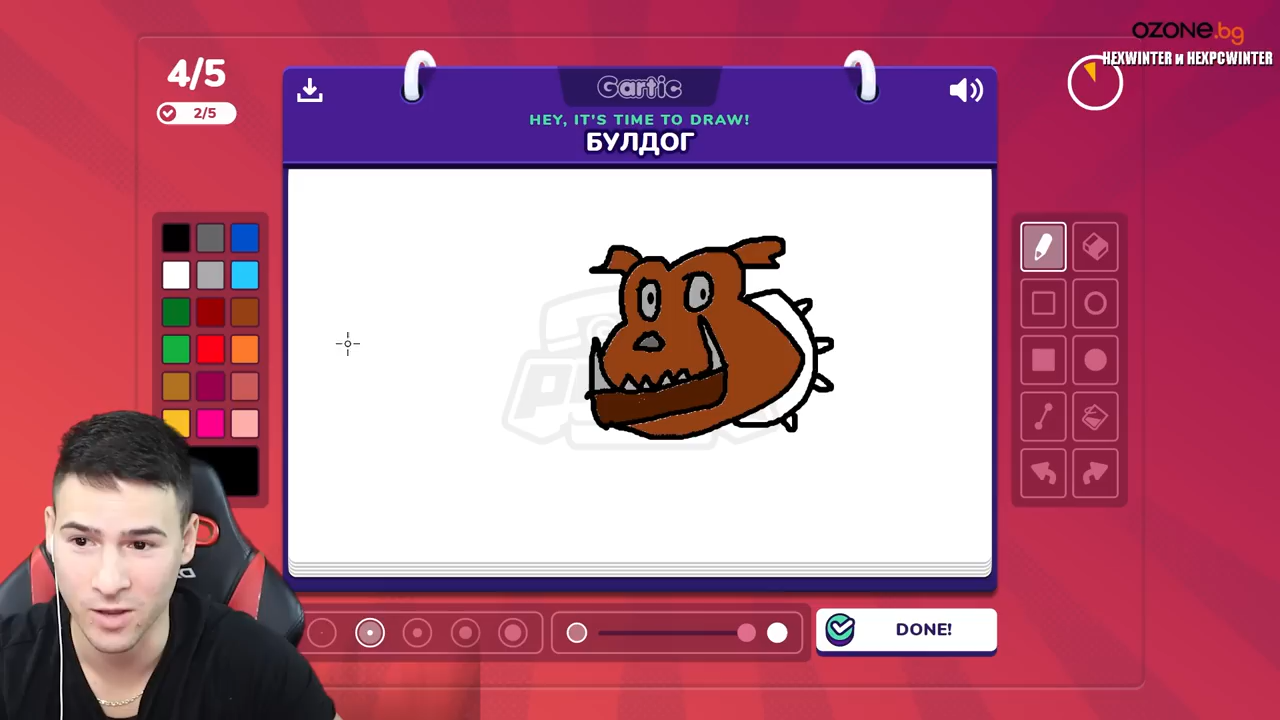 OZONE.bg
HEXWINTER и HEXPCWINTER
4/5
2/5
Gartic
HEY, IT'S TIME TO DRAW!
БУЛДОГ
DONE!